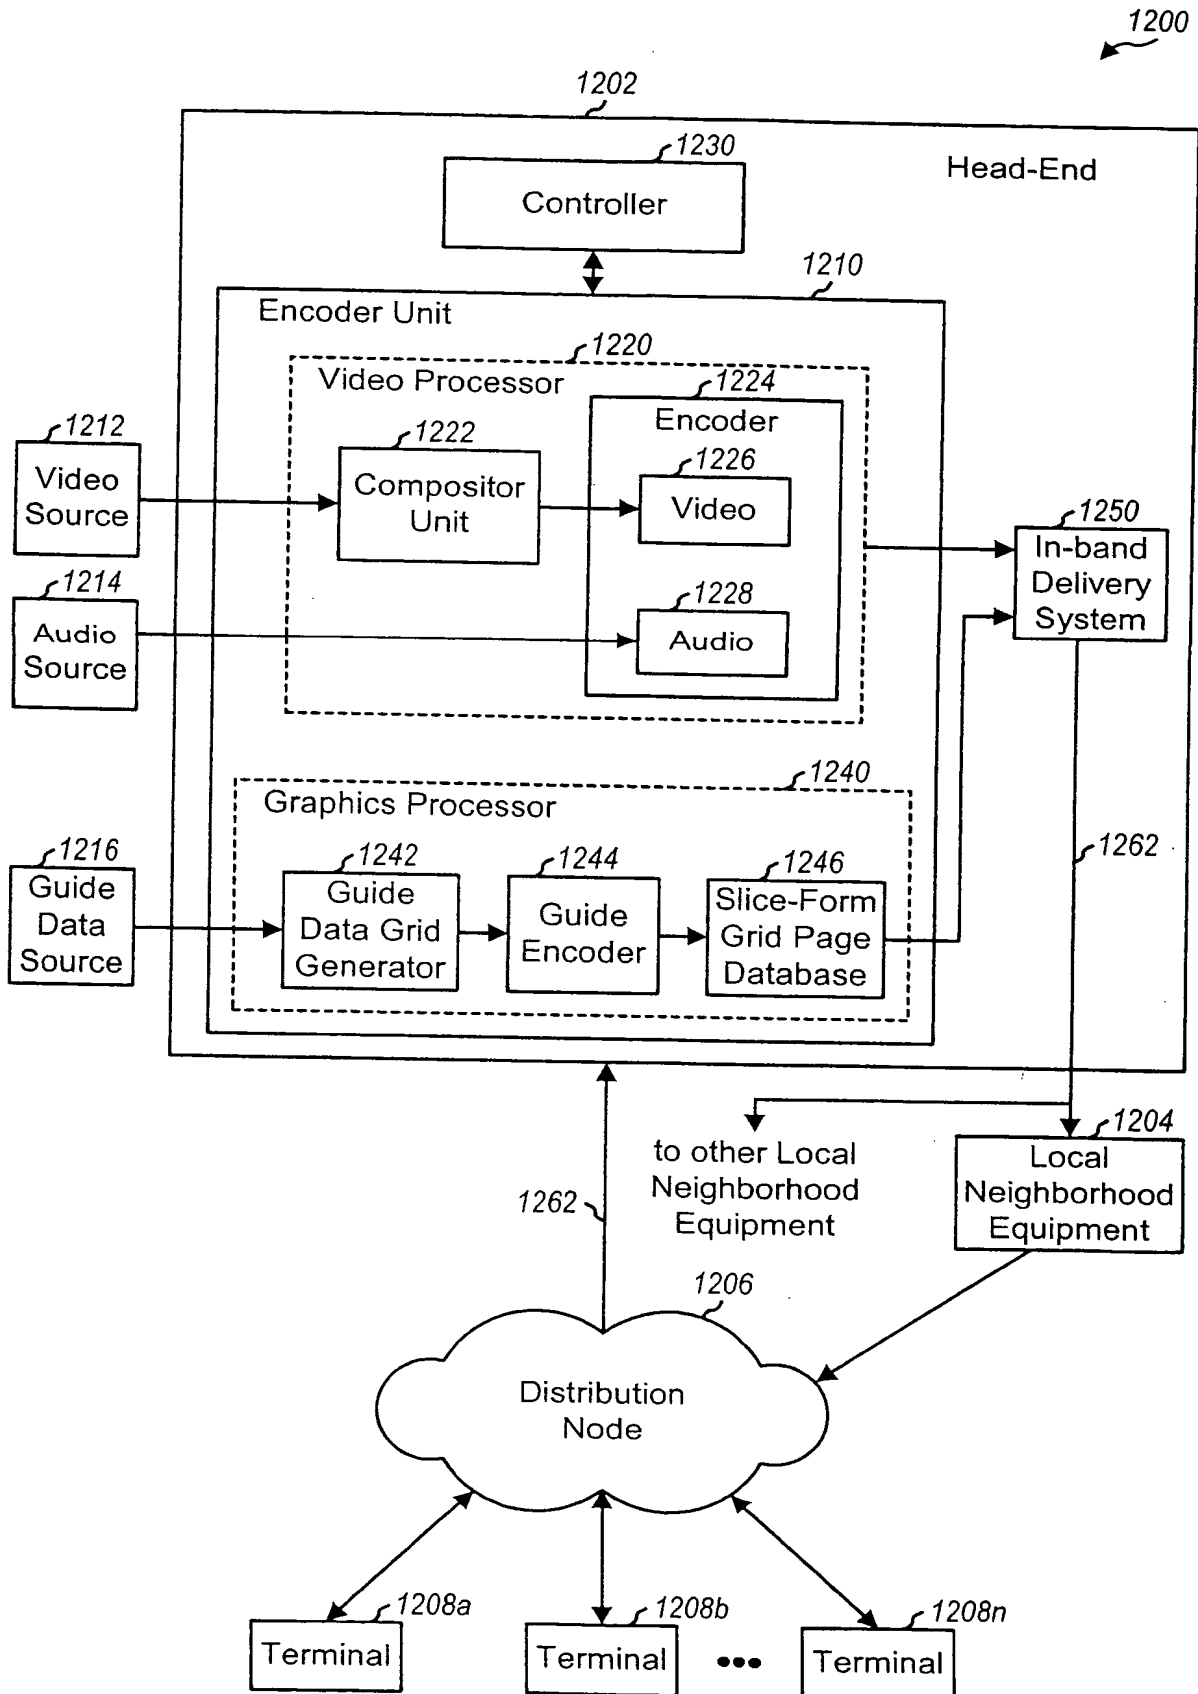 1200
1202
1230
Head-End
Controller
1210
Encoder Unit
1220
Video Processor
1224
Encoder
1212
Video
Source
1222
Compositor
Unit
1226
Video
1250
In-band
Delivery
System
1214
Audio
Source
1228
Audio
1240
Graphics Processor
1216
Guide
Data
Source
1242
Guide
Data Grid
Generator
1244
Guide
Encoder
1246
Slice-Form
Grid Page
Database
1262
to other Local
Neighborhood
Equipment
1204
Local
Neighborhood
Equipment
1262
1206
Distribution
Node
1208a
Terminal
1208b
Terminal
•••
1208n
Terminal